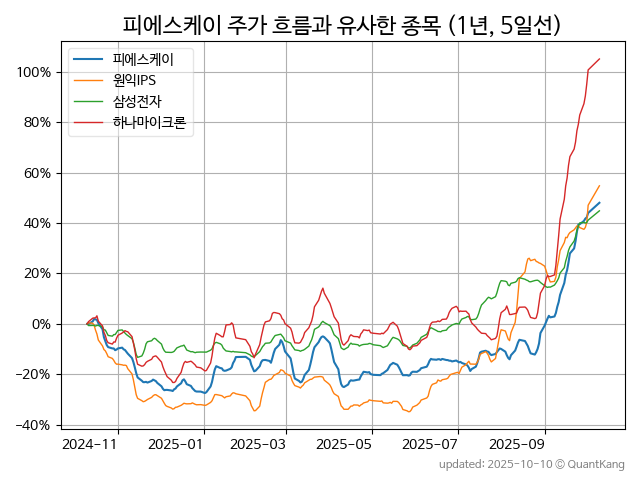 피에스케이 주가 흐름과 유사한 종목 (1년, 5일선)
피에스케이
원익IPS
삼성전자
하나마이크론
100%
80%
60%
40%
20%
0%
−20%
−40%
2024-11
2025-01
2025-03
2025-05
2025-07
2025-09
updated: 2025-10-10 © QuantKang